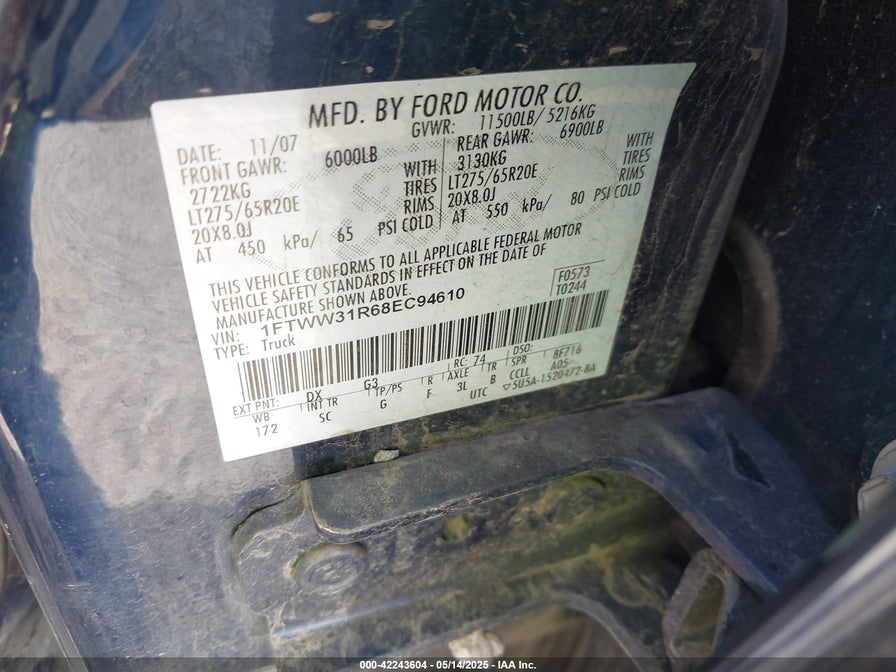 MFD. BY FORD MOTOR CO.
DATE: 11/07 GVWR: 11500LB/ 5216KG
FRONT GAWR: 6000LB REAR GAWR: 6900LB
2722KG WITH 3130KG WITH
LT275/65R20E TIRES LT275/65R20E TIRES
20X8.0J RIMS 20X8.0J RIMS
AT 450 kPa/ 65 PSI COLD AT 550 kPa/ 80 PSI COLD
THIS VEHICLE CONFORMS TO ALL APPLICABLE FEDERAL MOTOR
VEHICLE SAFETY STANDARDS IN EFFECT ON THE DATE OF
MANUFACTURE SHOWN ABOVE.
F0573
T0244
VIN: 1FTWW31R68EC94610
TYPE: Truck
EXT PNT: DX G3 RC: 74 DSO: 8F716
WB INT TR TP/PS R AXLE TR SPR A05
172 SC G F 3L B CCLL
UTC ▽5U5A-1520472-BA
000-42243604 — 05/14/2025 — IAA Inc.